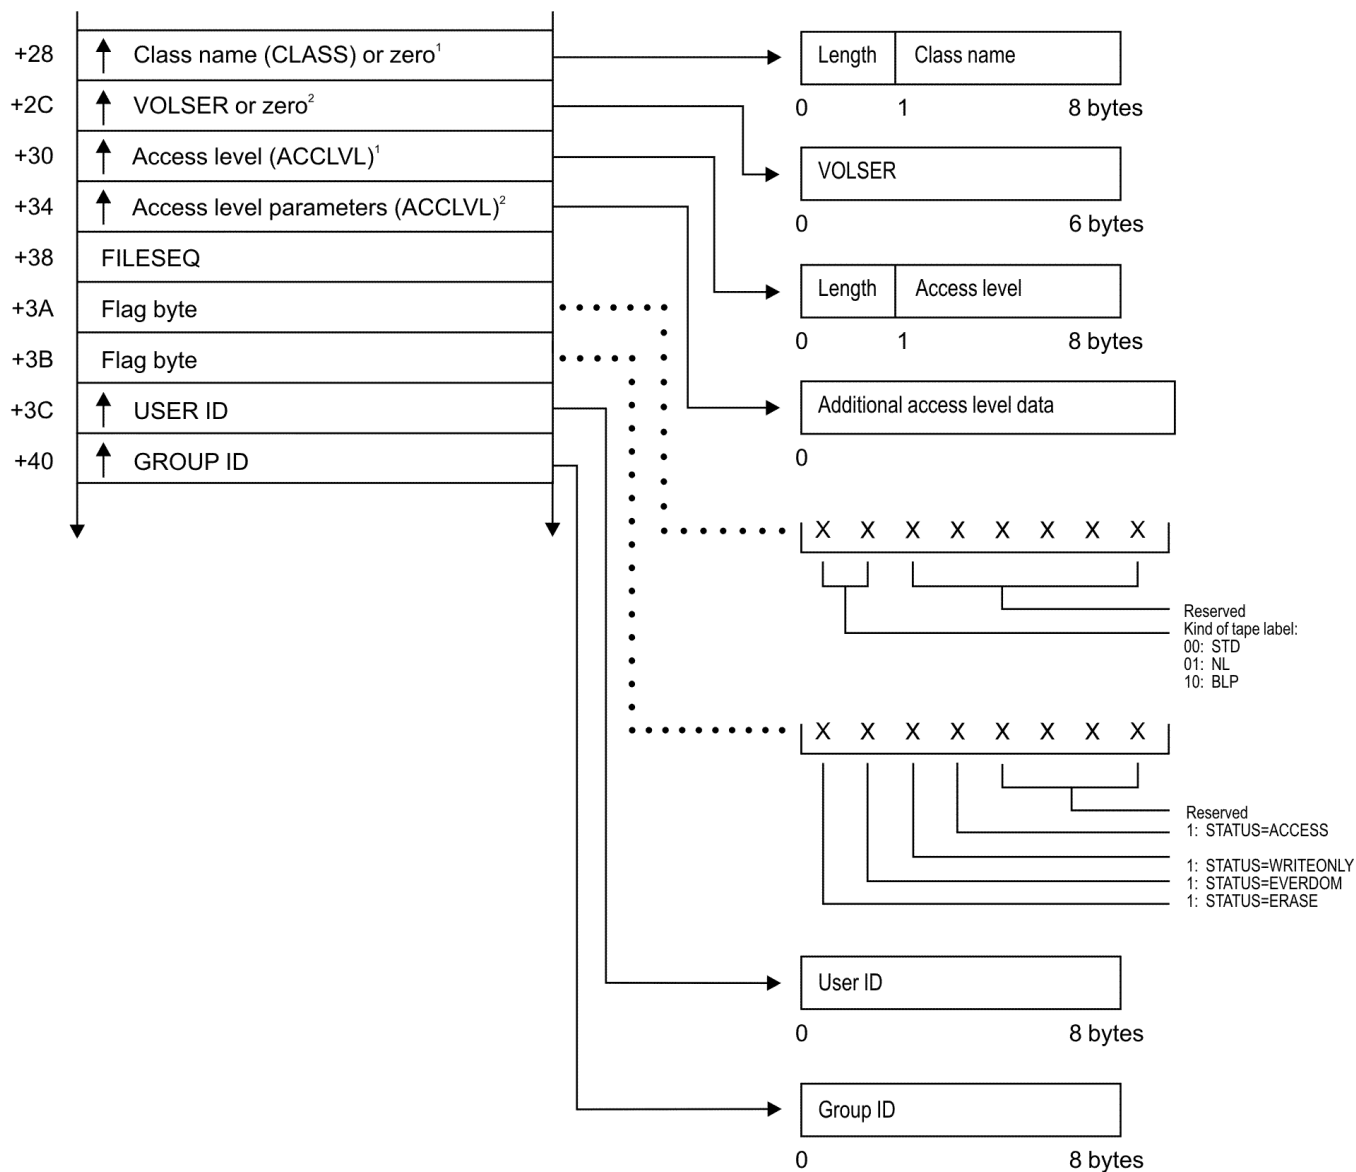 +28 Class name (CLASS) or zero1
+2C VOLSER or zero2
+30 Access level (ACCLVL)1
+34 Access level parameters (ACCLVL)2
+38 FILESEQ
+3A Flag byte
+3B Flag byte
+3C USER ID
+40 GROUP ID
Length Class name
0 1 8 bytes
VOLSER
0 6 bytes
Length Access level
0 1 8 bytes
Additional access level data
0
X X X X X X X X
Reserved
Kind of tape label:
00: STD
01: NL
10: BLP
X X X X X X X X
Reserved
1: STATUS=ACCESS
1: STATUS=WRITEONLY
1: STATUS=EVERDOM
1: STATUS=ERASE
User ID
0 8 bytes
Group ID
0 8 bytes